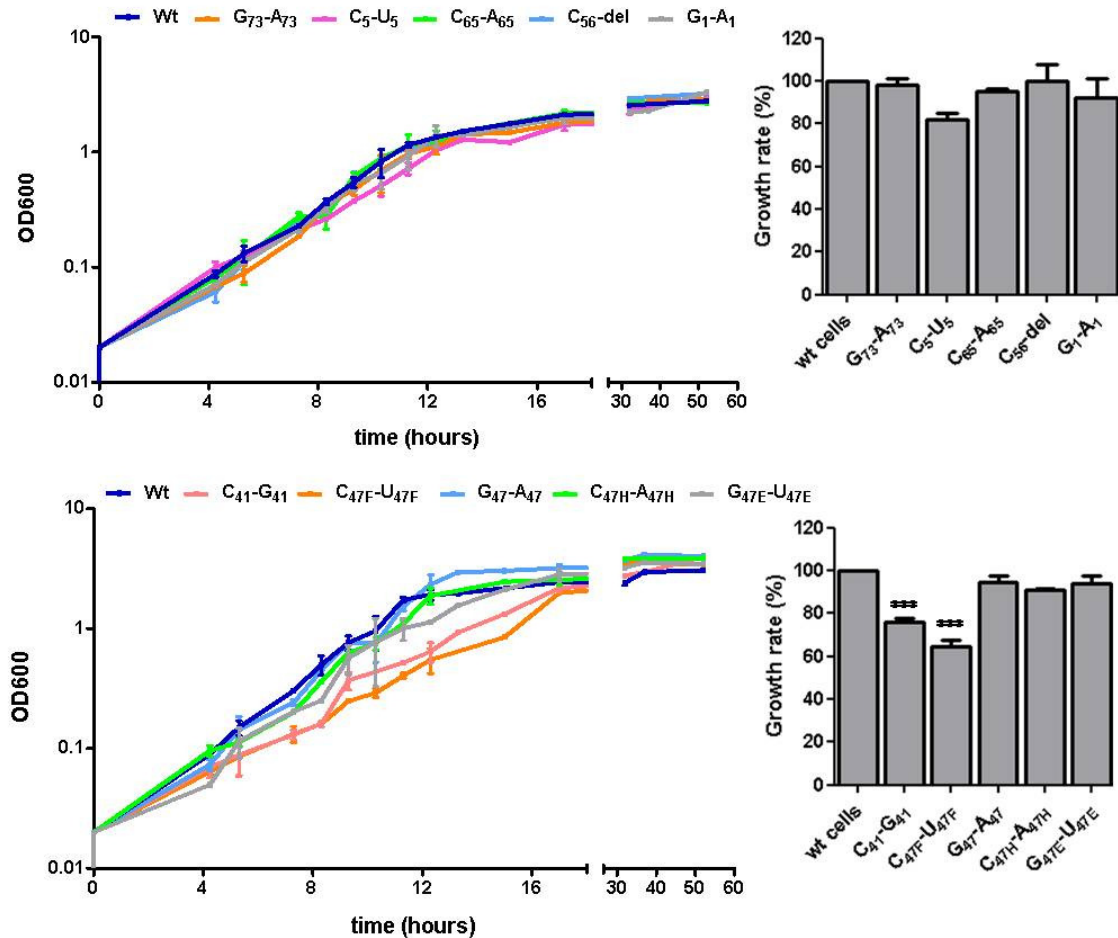 Wt G₇₃-A₇₃ C₅-U₅ C₆₅-A₆₅ C₅₆-del G₁-A₁
10
1
0.1
0.01
OD600
0 4 8 12 16 30 40 50 60
time (hours)
120
100
80
60
40
20
0
Growth rate (%)
wt cells
G₇₃-A₇₃
C₅-U₅
C₆₅-A₆₅
C₅₆-del
G₁-A₁
Wt C₄₁-G₄₁ C₄₇F-U₄₇F G₄₇-A₄₇ C₄₇H-A₄₇H G₄₇E-U₄₇E
10
1
0.1
0.01
OD600
0 4 8 12 16 30 40 50 60
time (hours)
120
100
80
60
40
20
0
Growth rate (%)
*** ***
wt cells
C₄₁-G₄₁
C₄₇F-U₄₇F
G₄₇-A₄₇
C₄₇H-A₄₇H
G₄₇E-U₄₇E